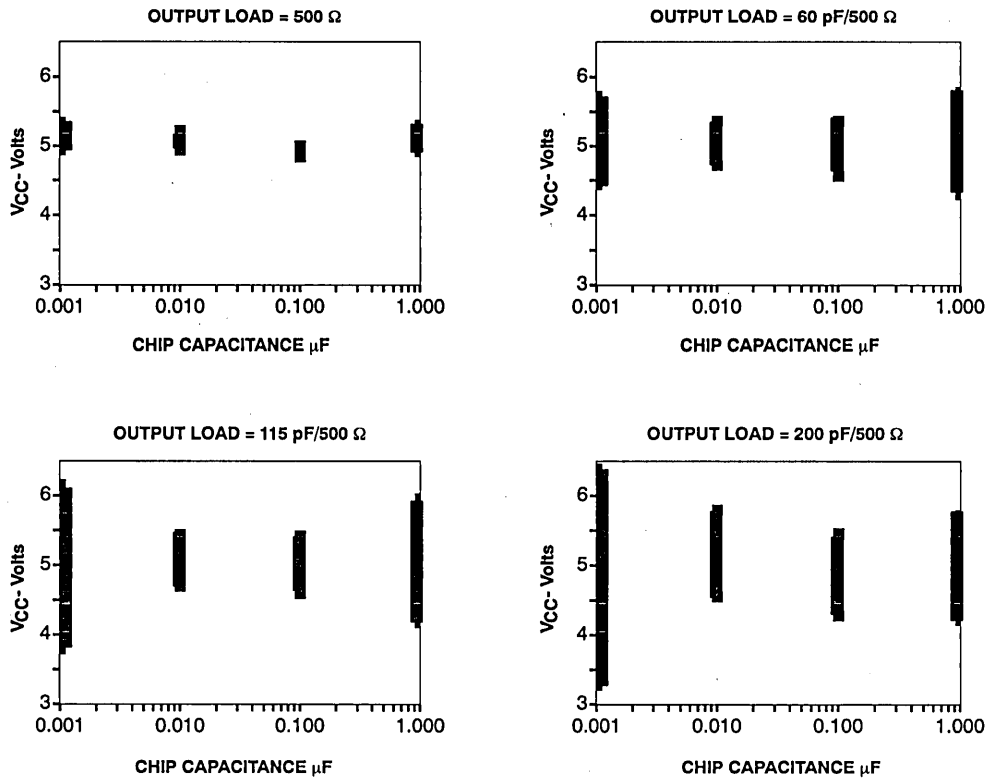 OUTPUT LOAD = 500 Ω
6
5
4
3
VCC- Volts
0.001 0.010 0.100 1.000
CHIP CAPACITANCE μF
OUTPUT LOAD = 60 pF/500 Ω
6
5
4
3
VCC- Volts
0.001 0.010 0.100 1.000
CHIP CAPACITANCE μF
OUTPUT LOAD = 115 pF/500 Ω
6
5
4
3
VCC- Volts
0.001 0.010 0.100 1.000
CHIP CAPACITANCE μF
OUTPUT LOAD = 200 pF/500 Ω
6
5
4
3
VCC- Volts
0.001 0.010 0.100 1.000
CHIP CAPACITANCE μF